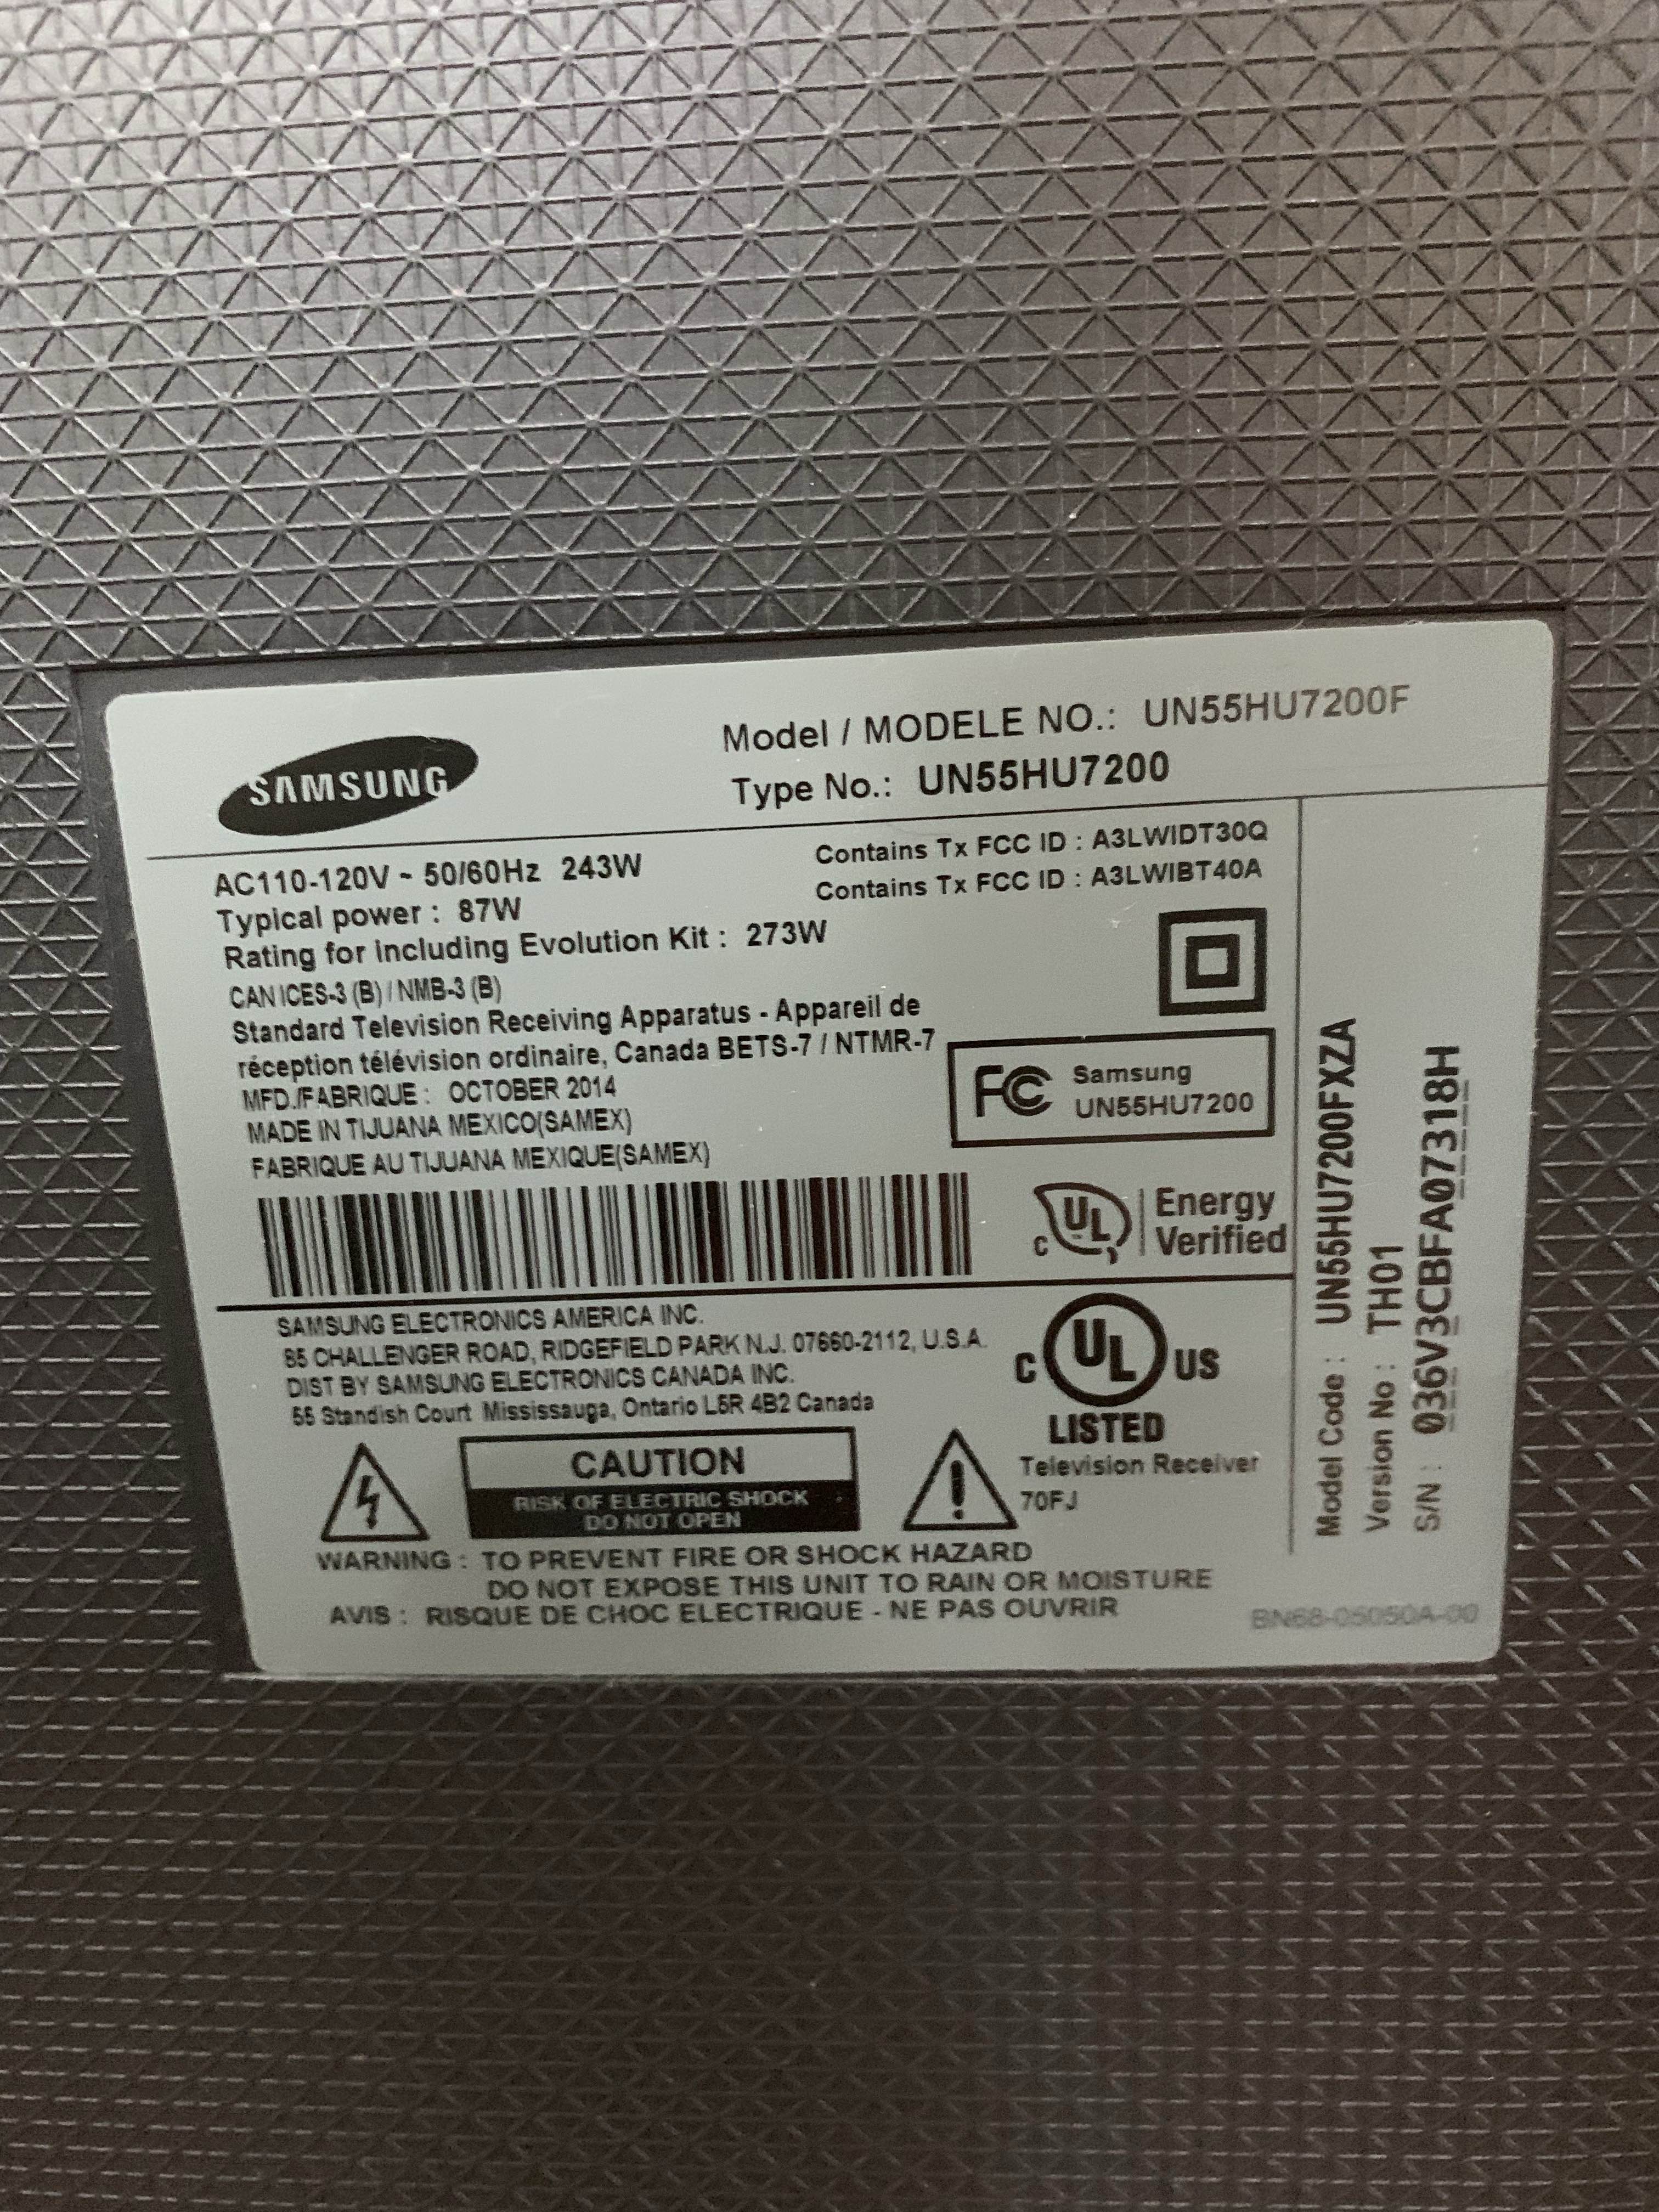 SAMSUNG
Model / MODELE NO.: UN55HU7200F
Type No.: UN55HU7200
AC110-120V ~ 50/60Hz 243W
Typical power : 87W
Rating for Including Evolution Kit : 273W
Contains Tx FCC ID : A3LWIDT30Q
Contains Tx FCC ID : A3LWIBT40A
CAN ICES-3 (B) / NMB-3 (B)
Standard Television Receiving Apparatus - Appareil de
réception télévision ordinaire, Canada BETS-7 / NTMR-7
MFD./FABRIQUE : OCTOBER 2014
MADE IN TIJUANA MEXICO(SAMEX)
FABRIQUE AU TIJUANA MEXIQUE(SAMEX)
FC Samsung
UN55HU7200
C UL Energy
Verified
SAMSUNG ELECTRONICS AMERICA INC.
85 CHALLENGER ROAD, RIDGEFIELD PARK N.J. 07660-2112, U.S.A.
DIST BY SAMSUNG ELECTRONICS CANADA INC.
55 Standish Court Mississauga, Ontario L5R 4B2 Canada
C UL US
LISTED
Television Receiver
70FJ
CAUTION
RISK OF ELECTRIC SHOCK
DO NOT OPEN
WARNING : TO PREVENT FIRE OR SHOCK HAZARD
DO NOT EXPOSE THIS UNIT TO RAIN OR MOISTURE
AVIS : RISQUE DE CHOC ELECTRIQUE - NE PAS OUVRIR
BN68-05050A-00
Model Code : UN55HU7200FXZA
Version No : TH01
S/N : 036V3CBFA07318H